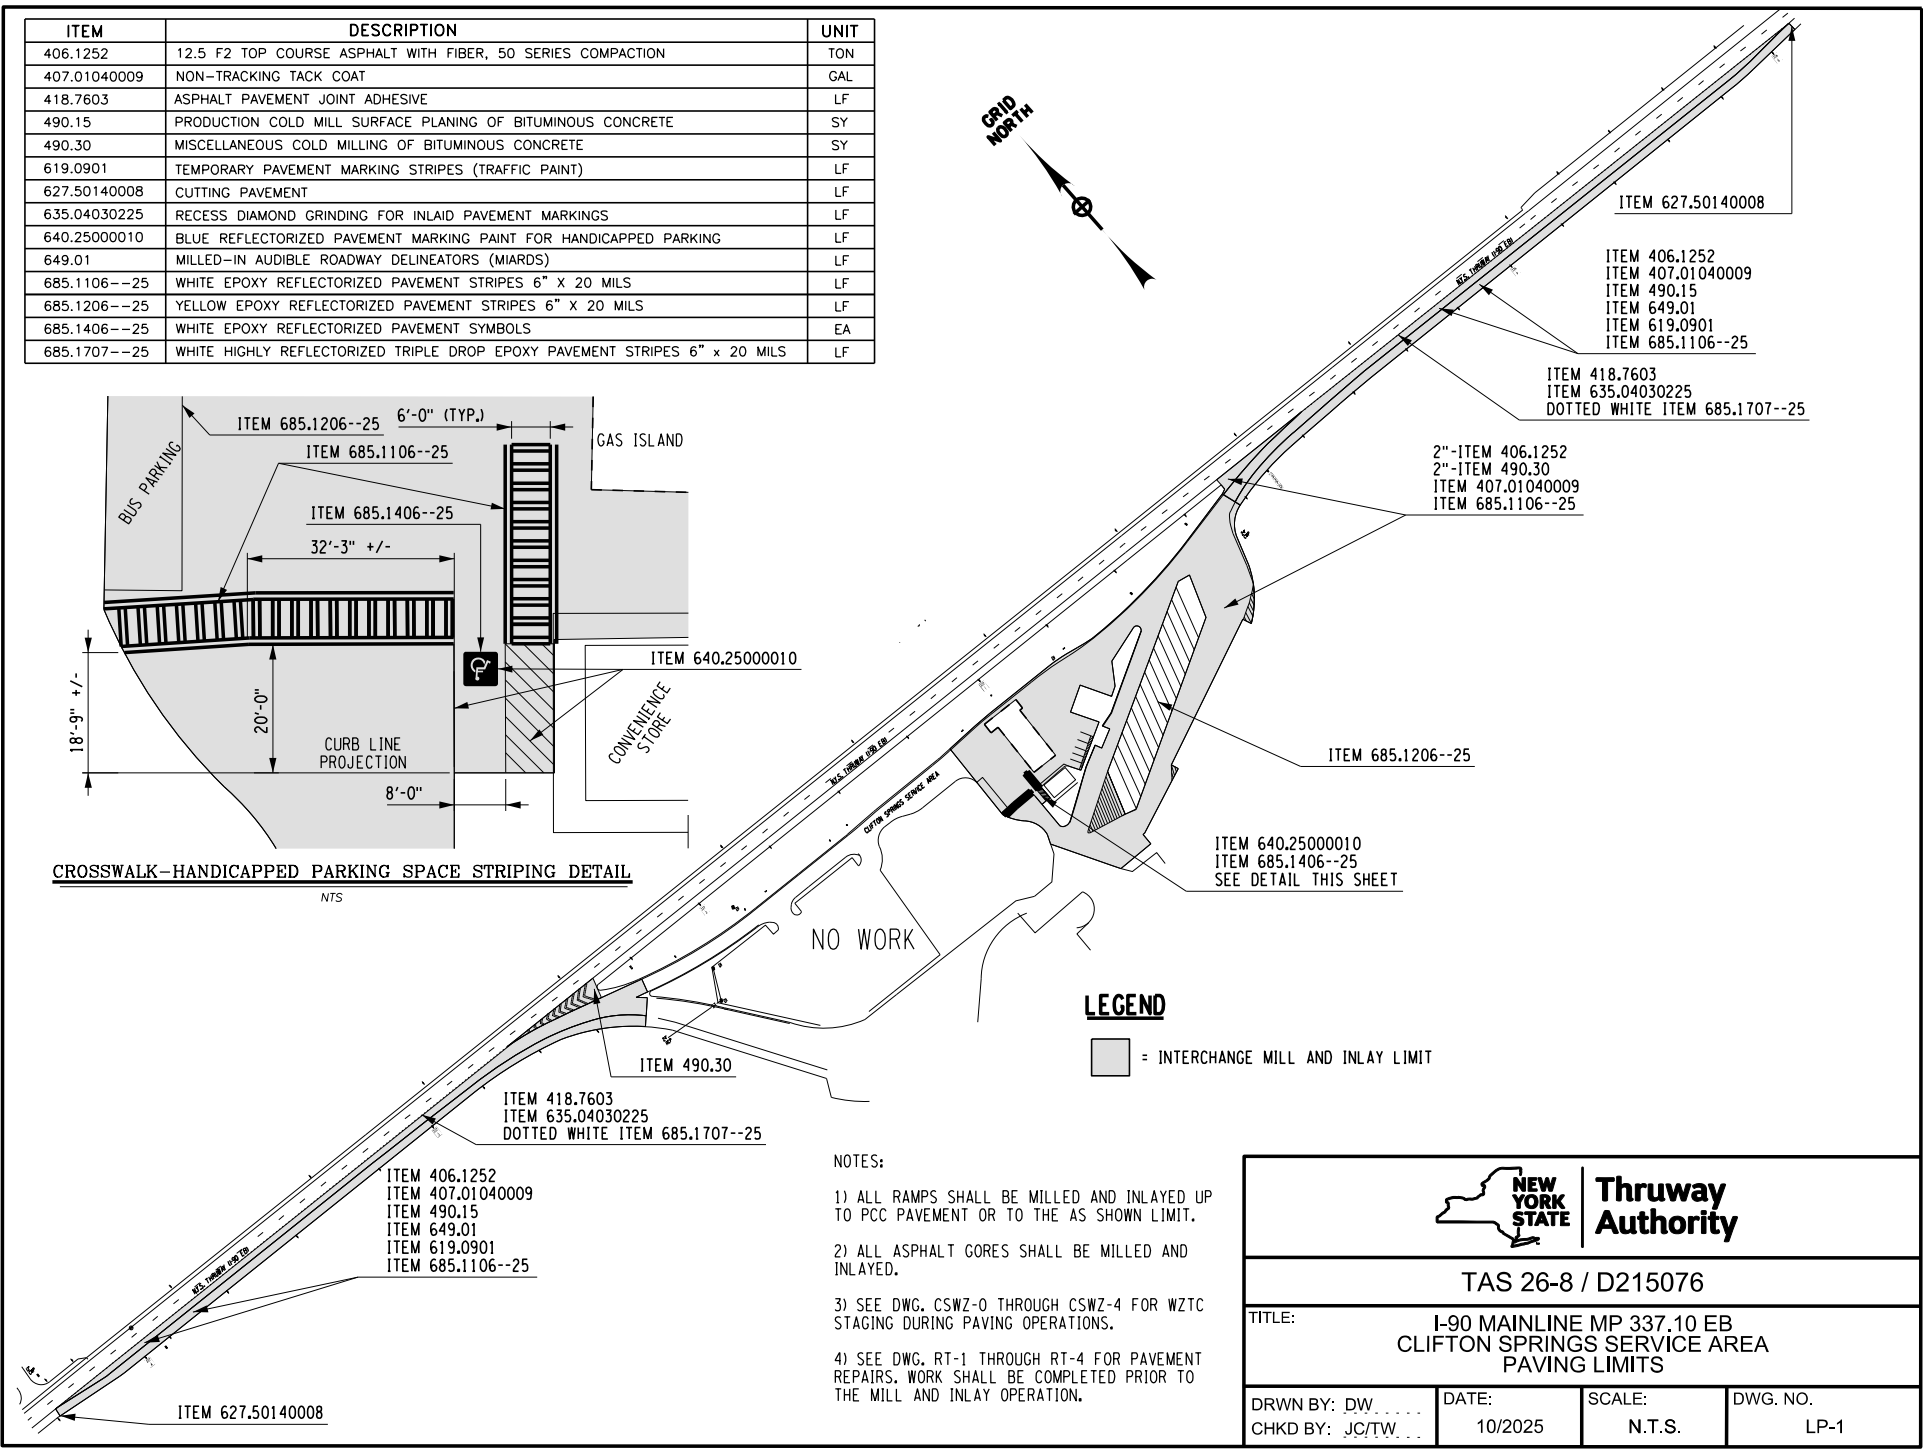 ITEM DESCRIPTION UNIT
406.1252 12.5 F2 TOP COURSE ASPHALT WITH FIBER, 50 SERIES COMPACTION TON
407.01040009 NON-TRACKING TACK COAT GAL
418.7603 ASPHALT PAVEMENT JOINT ADHESIVE LF
490.15 PRODUCTION COLD MILL SURFACE PLANING OF BITUMINOUS CONCRETE SY
490.30 MISCELLANEOUS COLD MILLING OF BITUMINOUS CONCRETE SY
619.0901 TEMPORARY PAVEMENT MARKING STRIPES (TRAFFIC PAINT) LF
627.50140008 CUTTING PAVEMENT LF
635.04030225 RECESS DIAMOND GRINDING FOR INLAID PAVEMENT MARKINGS LF
640.25000010 BLUE REFLECTORIZED PAVEMENT MARKING PAINT FOR HANDICAPPED PARKING LF
649.01 MILLED-IN AUDIBLE ROADWAY DELINEATORS (MIARDS) LF
685.1106--25 WHITE EPOXY REFLECTORIZED PAVEMENT STRIPES 6" X 20 MILS LF
685.1206--25 YELLOW EPOXY REFLECTORIZED PAVEMENT STRIPES 6" X 20 MILS LF
685.1406--25 WHITE EPOXY REFLECTORIZED PAVEMENT SYMBOLS EA
685.1707--25 WHITE HIGHLY REFLECTORIZED TRIPLE DROP EPOXY PAVEMENT STRIPES 6" x 20 MILS LF
GRID
NORTH
ITEM 627.50140008
N.Y.S. THRUWAY (I-90 EB)
ITEM 406.1252
ITEM 407.01040009
ITEM 490.15
ITEM 649.01
ITEM 619.0901
ITEM 685.1106--25
ITEM 418.7603
ITEM 635.04030225
DOTTED WHITE ITEM 685.1707--25
2"-ITEM 406.1252
2"-ITEM 490.30
ITEM 407.01040009
ITEM 685.1106--25
ITEM 685.1206--25
ITEM 640.25000010
ITEM 685.1406--25
SEE DETAIL THIS SHEET
BUS PARKING
ITEM 685.1206--25
6'-0" (TYP.)
GAS ISLAND
ITEM 685.1106--25
ITEM 685.1406--25
32'-3" +/-
ITEM 640.25000010
18'-9" +/-
20'-0"
CURB LINE
PROJECTION
8'-0"
CONVENIENCE
STORE
CROSSWALK-HANDICAPPED PARKING SPACE STRIPING DETAIL
NTS
N.Y.S. THRUWAY (I-90 EB)
CLIFTON SPRINGS SERVICE AREA
NO WORK
LEGEND
= INTERCHANGE MILL AND INLAY LIMIT
ITEM 490.30
ITEM 418.7603
ITEM 635.04030225
DOTTED WHITE ITEM 685.1707--25
ITEM 406.1252
ITEM 407.01040009
ITEM 490.15
ITEM 649.01
ITEM 619.0901
ITEM 685.1106--25
N.Y.S. THRUWAY (I-90 EB)
ITEM 627.50140008
NOTES:
1) ALL RAMPS SHALL BE MILLED AND INLAYED UP
TO PCC PAVEMENT OR TO THE AS SHOWN LIMIT.
2) ALL ASPHALT GORES SHALL BE MILLED AND
INLAYED.
3) SEE DWG. CSWZ-0 THROUGH CSWZ-4 FOR WZTC
STAGING DURING PAVING OPERATIONS.
4) SEE DWG. RT-1 THROUGH RT-4 FOR PAVEMENT
REPAIRS. WORK SHALL BE COMPLETED PRIOR TO
THE MILL AND INLAY OPERATION.
NEW
YORK
STATE
Thruway
Authority
TAS 26-8 / D215076
TITLE:
I-90 MAINLINE MP 337.10 EB
CLIFTON SPRINGS SERVICE AREA
PAVING LIMITS
DRWN BY: DW
CHKD BY: JC/TW
DATE:
10/2025
SCALE:
N.T.S.
DWG. NO.
LP-1